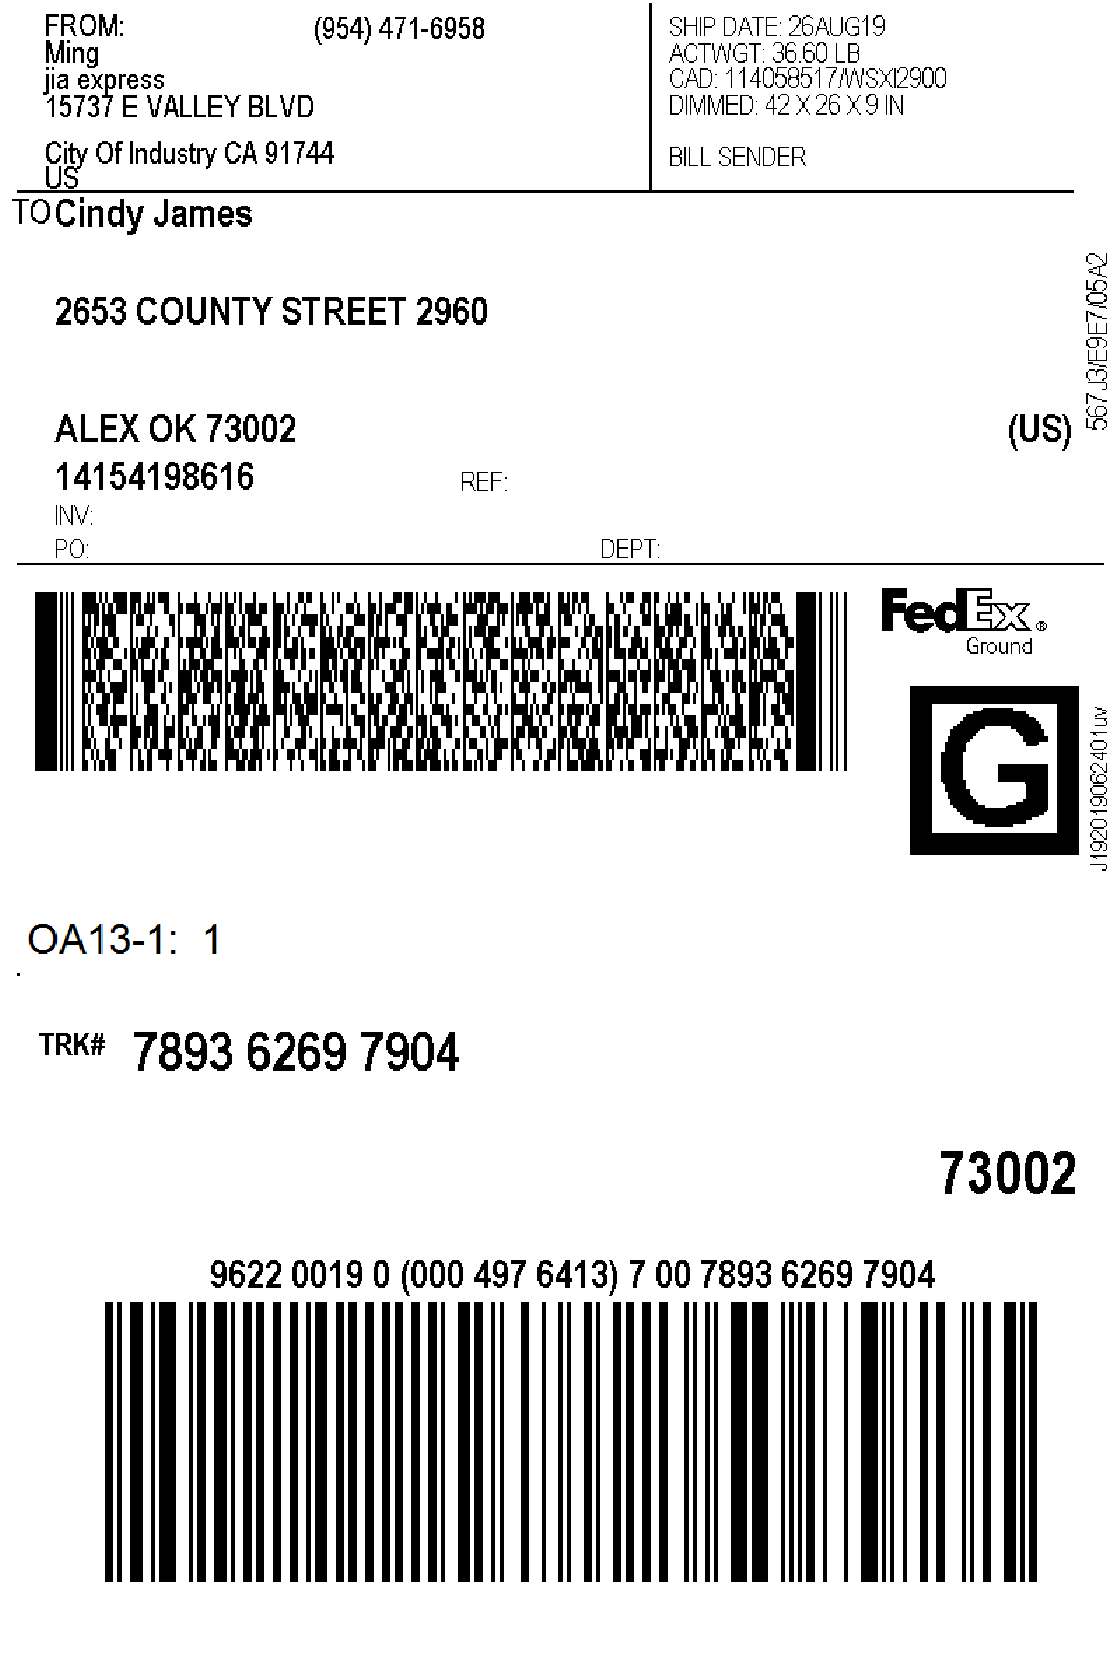 FROM: (954) 471-6958
Ming
jia express
15737 E VALLEY BLVD
City Of Industry CA 91744
US
SHIP DATE: 26AUG19
ACTWGT: 36.60 LB
CAD: 114058517/WSXI2900
DIMMED: 42 X 26 X 9 IN
BILL SENDER
TO Cindy James
2653 COUNTY STREET 2960
ALEX OK 73002 (US)
14154198616 REF:
INV:
PO: DEPT:
567J3/E9E7/05A2
FedEx®
Ground
G
J192019062401uv
OA13-1: 1
.
TRK# 7893 6269 7904
73002
9622 0019 0 (000 497 6413) 7 00 7893 6269 7904